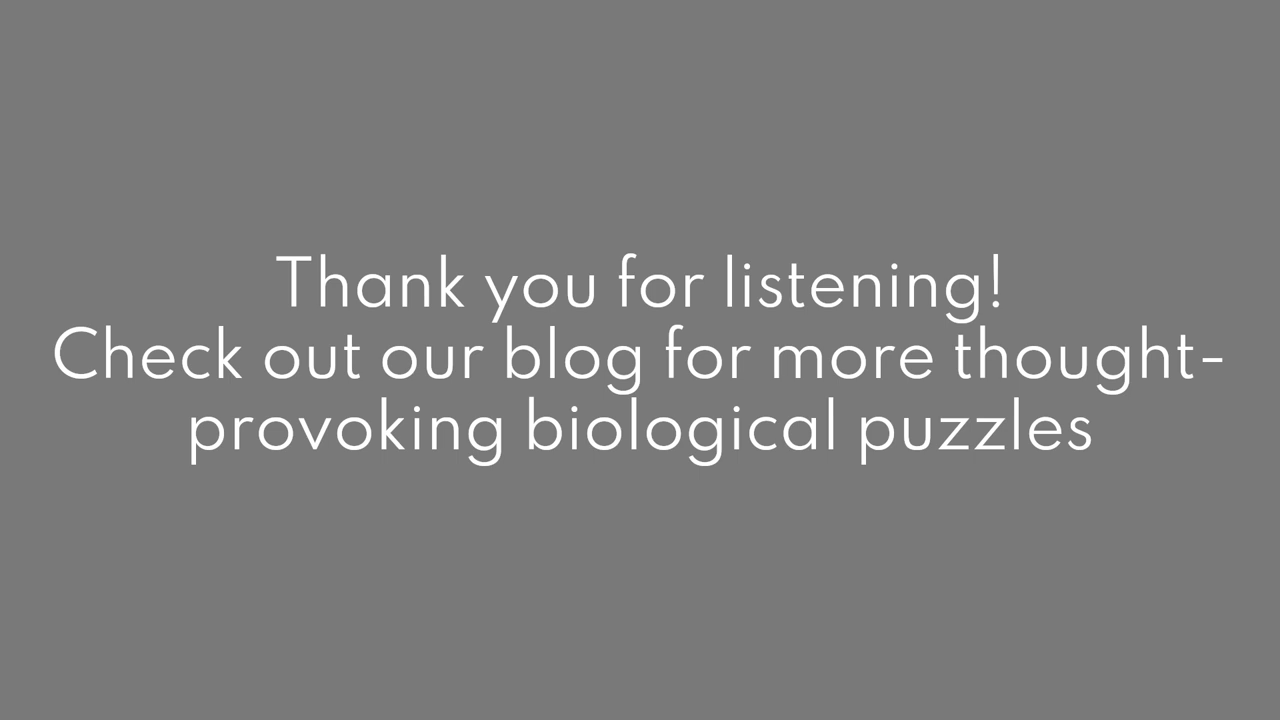 Thank you for listening!
Check out our blog for more thought-
provoking biological puzzles